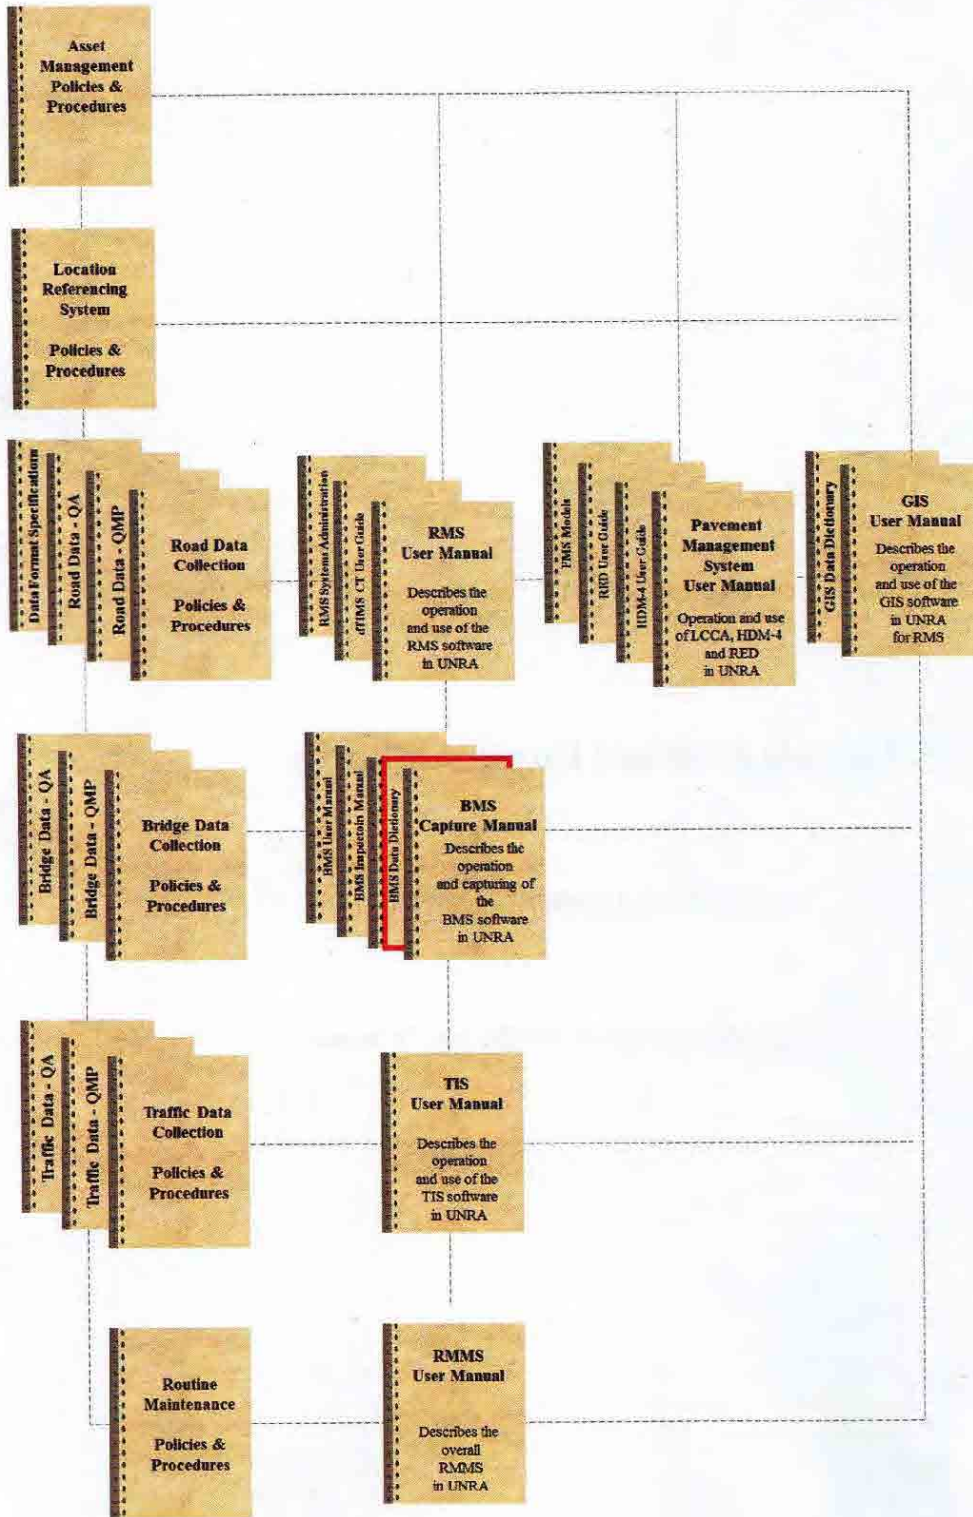 Asset
Management
Policies &
Procedures
Location
Referencing
System
Policies &
Procedures
Data Format Specifications
Road Data - QA
Road Data - QMP
Road Data
Collection
Policies &
Procedures
RMS Systems Administration
dTIMS CT User Guide
RMS
User Manual
Describes the
operation
and use of the
RMS software
in UNRA
PMS Models
RED User Guide
HDM-4 User Guide
Pavement
Management
System
User Manual
Operation and use
of LCCA, HDM-4
and RED
in UNRA
GIS Data Dictionary
GIS
User Manual
Describes the
operation
and use of the
GIS software
in UNRA
for RMS
Bridge Data - QA
Bridge Data - QMP
Bridge Data
Collection
Policies &
Procedures
BMS User Manual
BMS Inspectoin Manual
BMS Data Dictionary
BMS
Capture Manual
Describes the
operation
and capturing of
the
BMS software
in UNRA
Traffic Data - QA
Traffic Data - QMP
Traffic Data
Collection
Policies &
Procedures
TIS
User Manual
Describes the
operation
and use of the
TIS software
in UNRA
Routine
Maintenance
Policies &
Procedures
RMMS
User Manual
Describes the
overall
RMMS
in UNRA